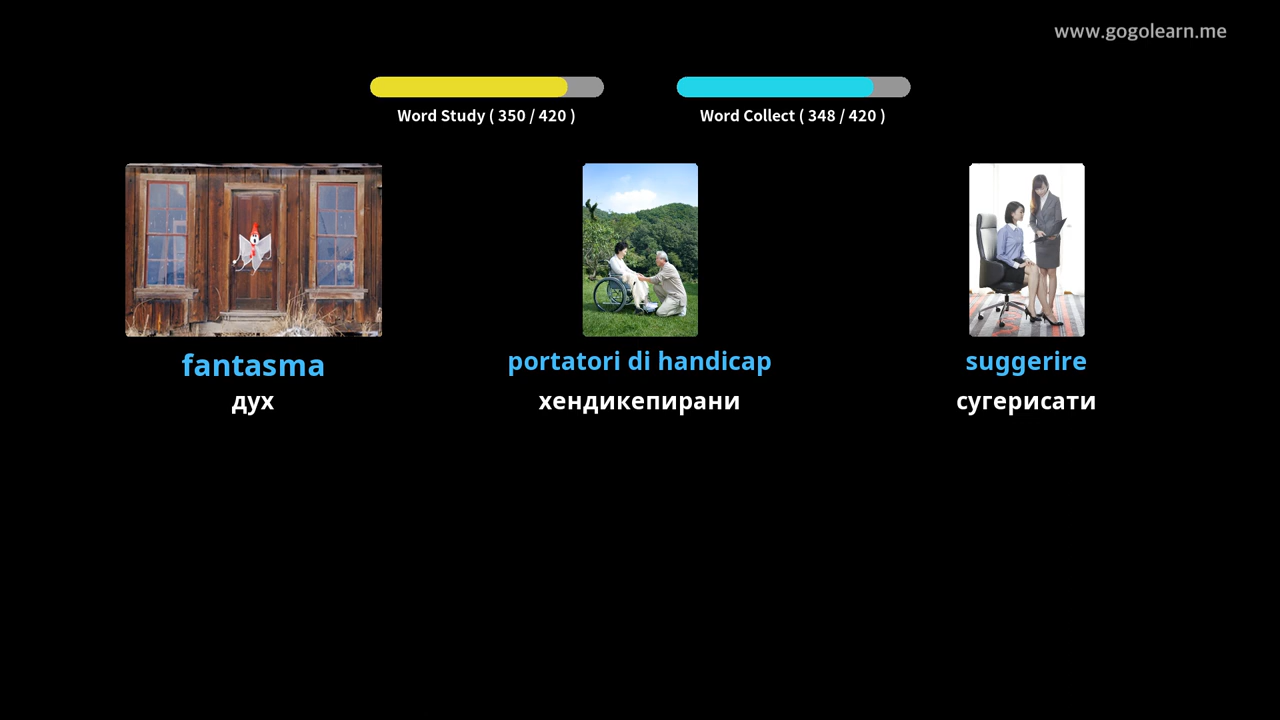 www.gogolearn.me
Word Study ( 350 / 420 )
Word Collect ( 348 / 420 )
fantasma
дух
portatori di handicap
хендикепирани
suggerire
сугерисати